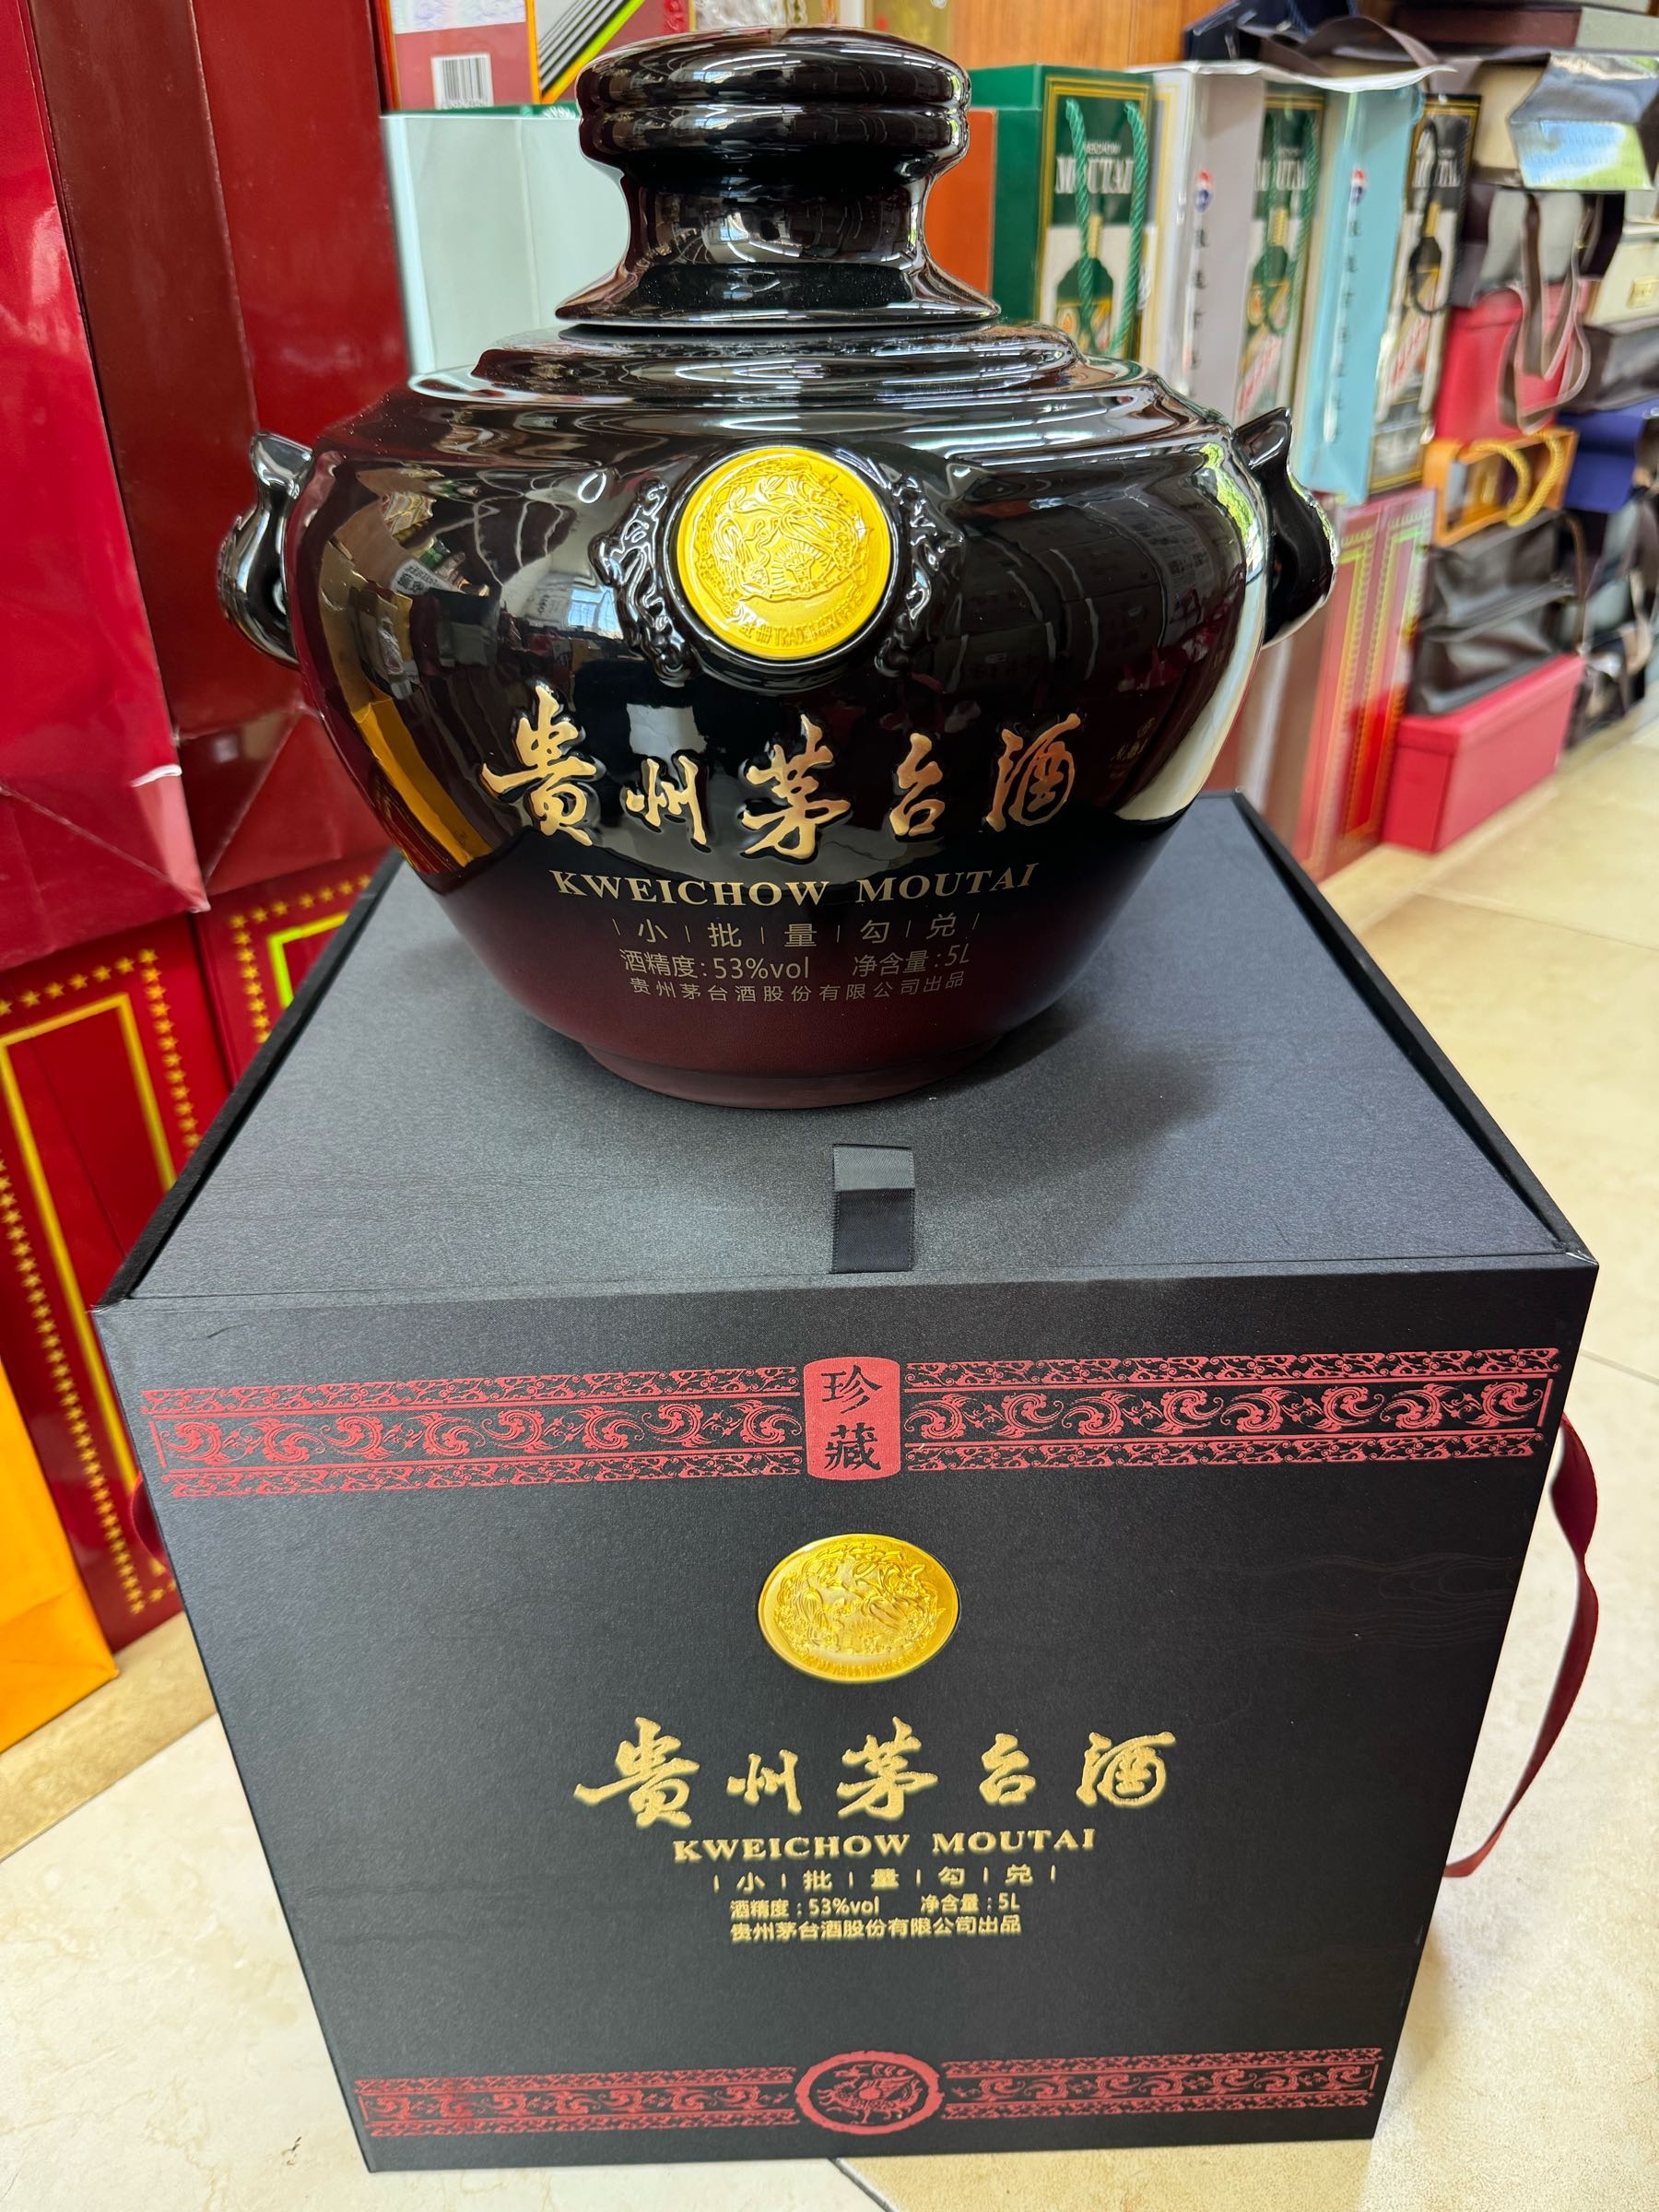 MOUTAI
MOUTAI
贵州茅台酒
KWEICHOW MOUTAI
小批量勾兑
酒精度:53%vol 净含量:5L
贵州茅台酒股份有限公司出品
珍
藏
贵州茅台酒
KWEICHOW MOUTAI
小批量勾兑
酒精度:53%vol 净含量:5L
贵州茅台酒股份有限公司出品